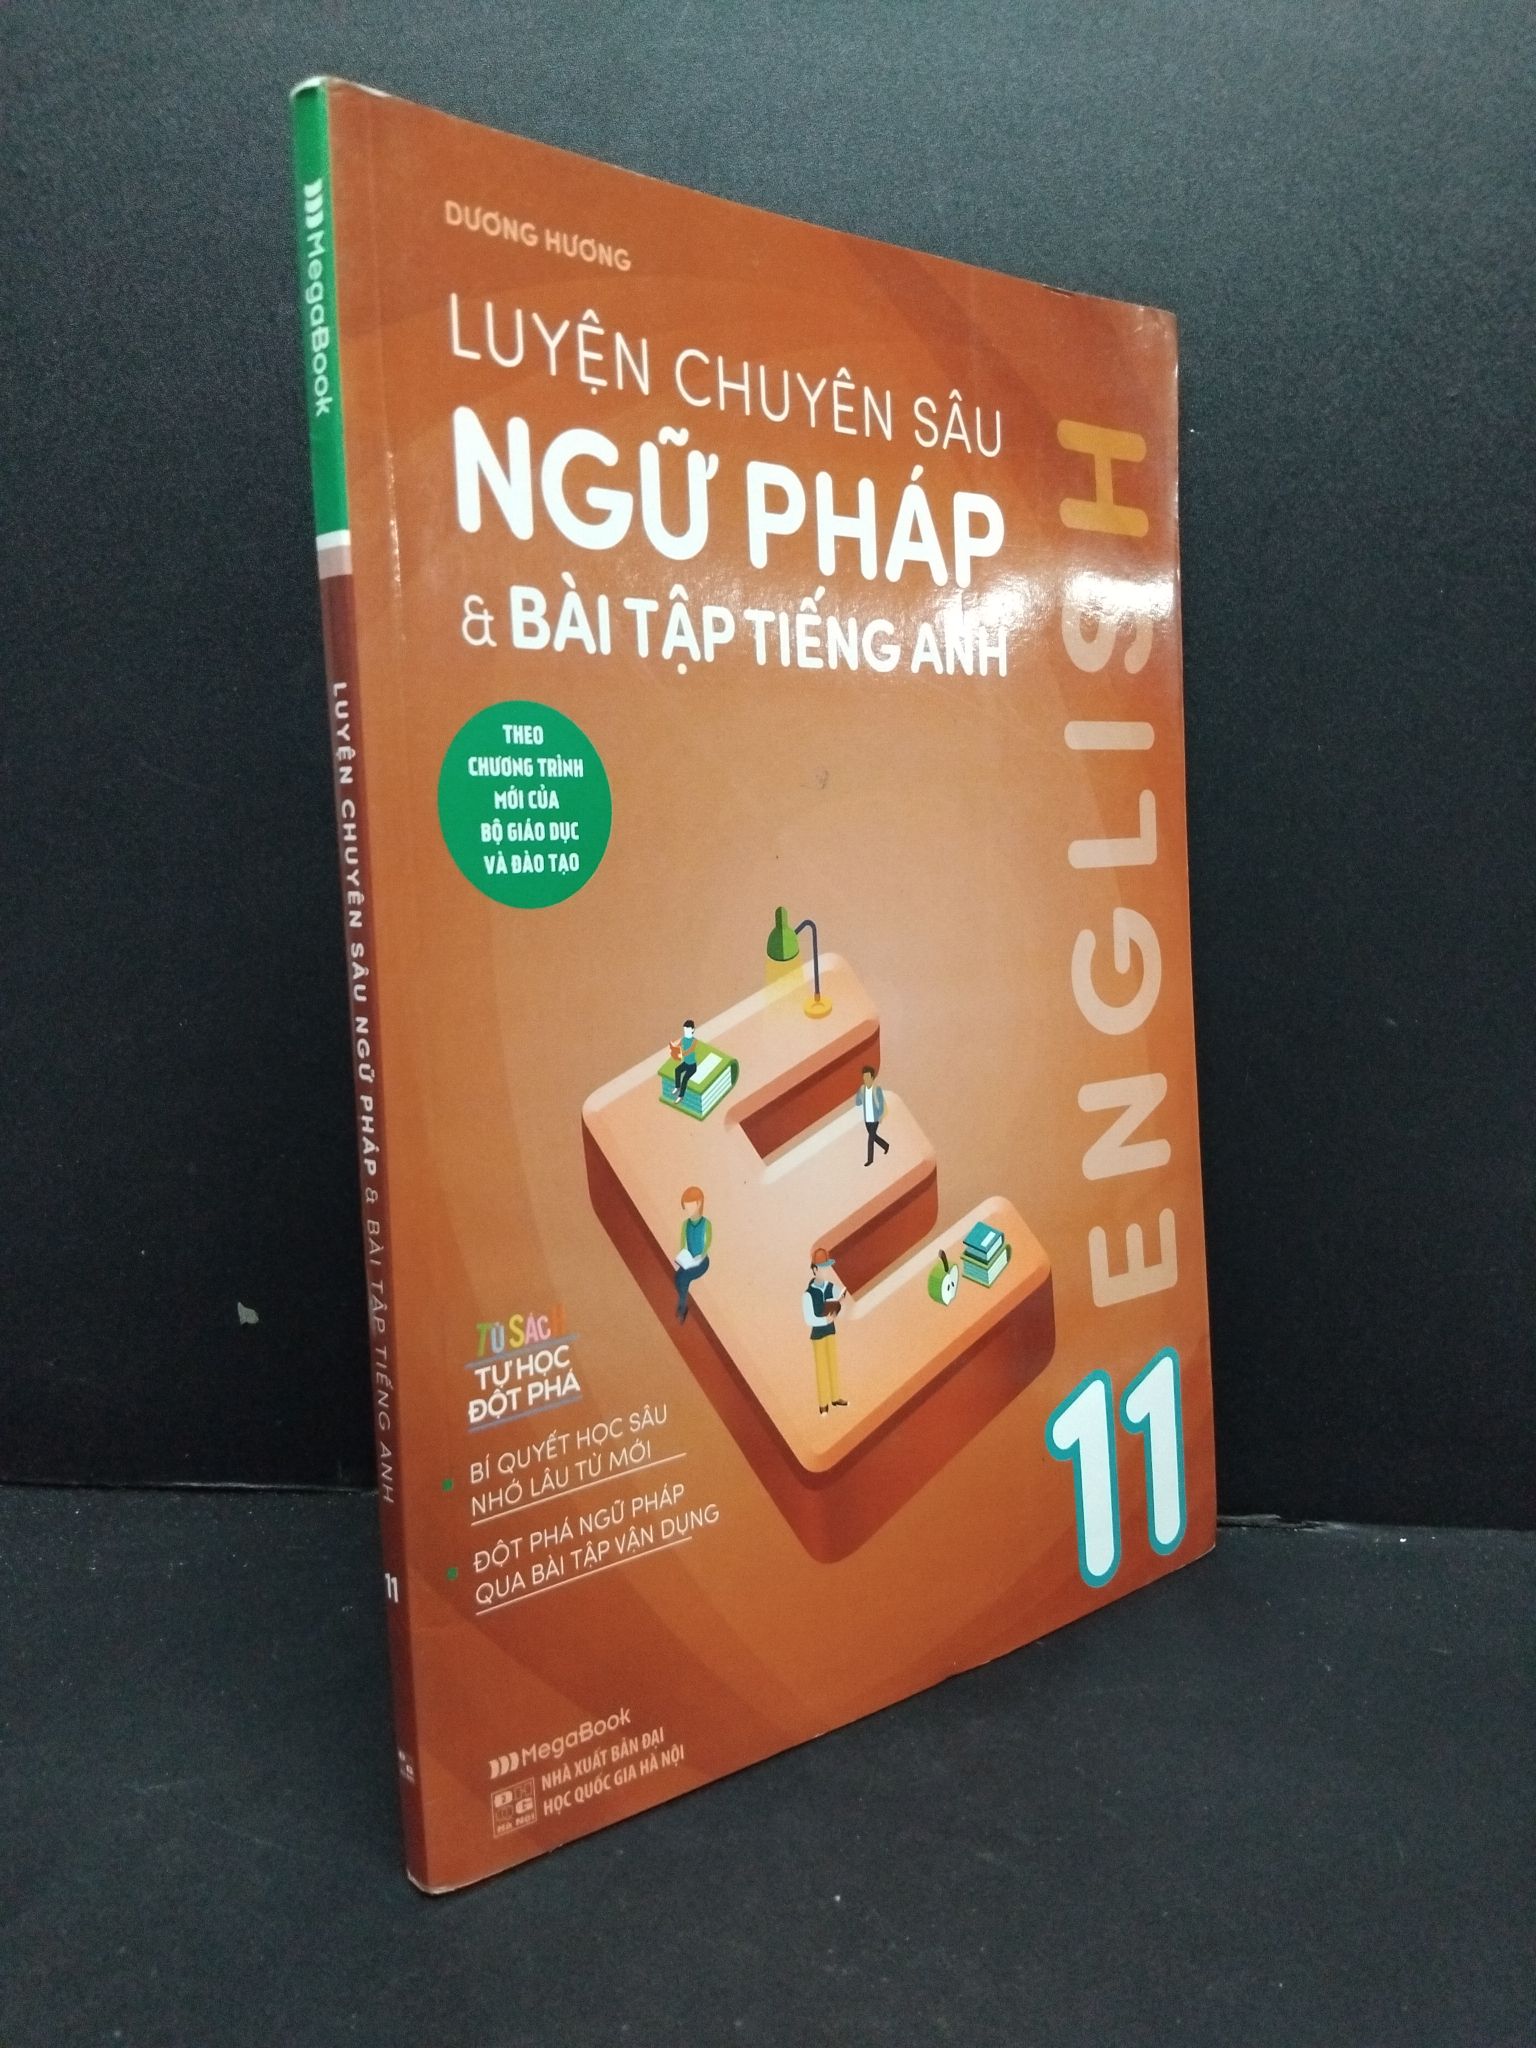 DƯƠNG HƯƠNG
LUYỆN CHUYÊN SÂU
NGỮ PHÁP
& BÀI TẬP TIẾNG ANH
THEO
CHƯƠNG TRÌNH
MỚI CỦA
BỘ GIÁO DỤC
VÀ ĐÀO TẠO
ENGLISH
11
TỦ SÁCH
TỰ HỌC
ĐỘT PHÁ
BÍ QUYẾT HỌC SÂU
NHỚ LÂU TỪ MỚI
ĐỘT PHÁ NGỮ PHÁP
QUA BÀI TẬP VẬN DỤNG
MegaBook
NHÀ XUẤT BẢN ĐẠI
HỌC QUỐC GIA HÀ NỘI
Hà Nội
MegaBook
LUYỆN CHUYÊN SÂU NGỮ PHÁP & BÀI TẬP TIẾNG ANH 11